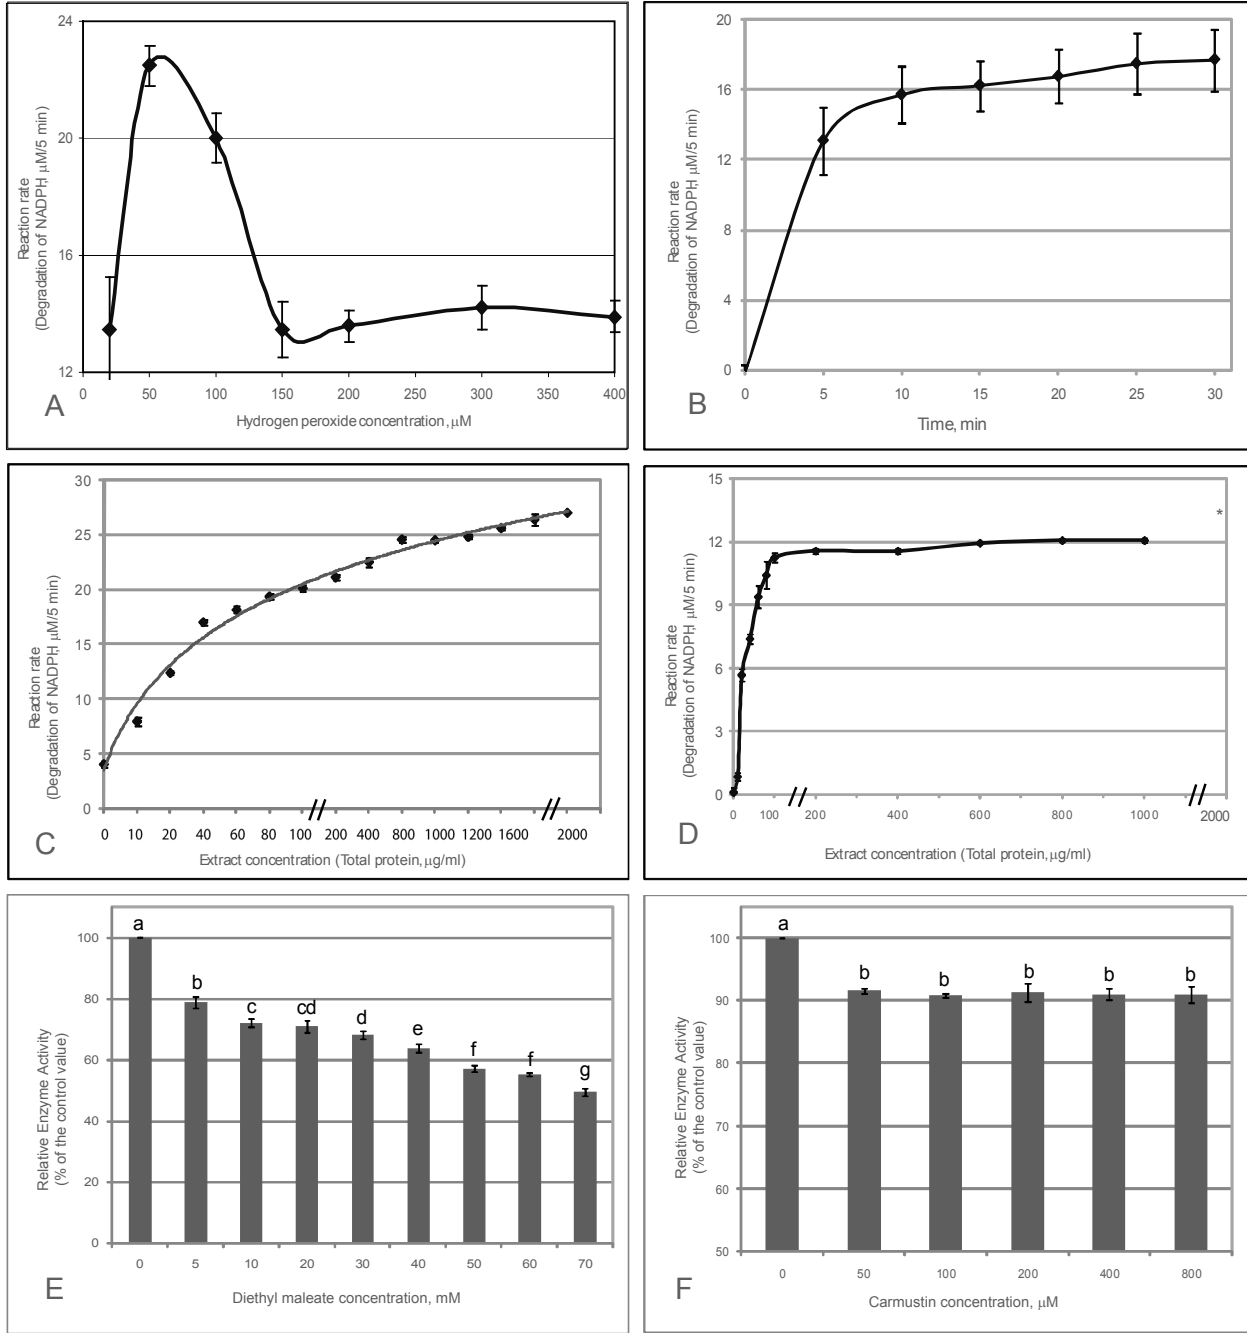 24
20
16
12
Reaction rate
(Degradation of NADPH, μM/5 min)
0
50
100
150
200
250
300
350
400
A
Hydrogen peroxide concentration, μM
20
16
12
8
4
0
Reaction rate
(Degradation of NADPH, μM/5 min)
0
5
10
15
20
25
30
B
Time, min
30
25
20
15
10
5
0
Reaction rate
(Degradation of NADPH, μM/5 min)
0
10
20
40
60
80
100
//
200
400
800
1000
1200
1600
//
2000
C
Extract concentration (Total protein, μg/ml)
15
12
9
6
3
0
*
Reaction rate
(Degradation of NADPH, μM/5 min)
0
100
//
200
400
600
800
1000
//
2000
D
Extract concentration (Total protein, μg/ml)
100
80
60
40
20
0
a
b
c
cd
d
e
f
f
g
Relative Enzyme Activity
(% of the control value)
0
5
10
20
30
40
50
60
70
E
Diethyl maleate concentration, mM
100
90
80
70
60
50
a
b
b
b
b
b
Relative Enzyme Activity
(% of the control value)
0
50
100
200
400
800
F
Carmustin concentration, μM